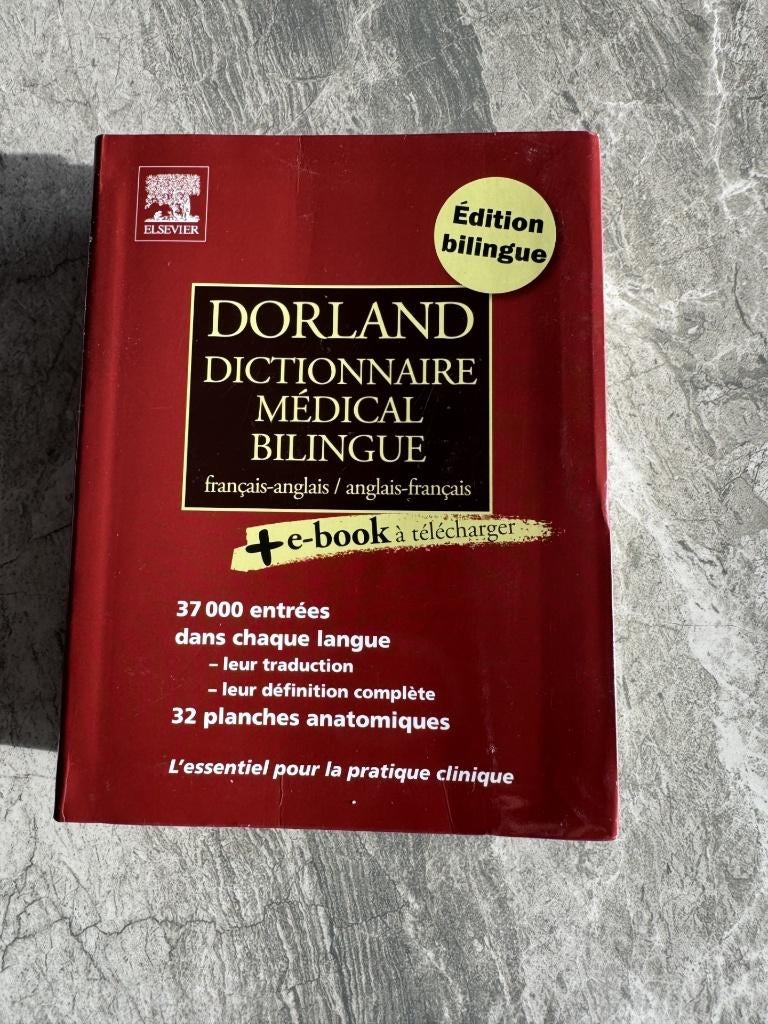 ELSEVIER
Édition
bilingue
DORLAND
DICTIONNAIRE
MÉDICAL
BILINGUE
français-anglais / anglais-français
+ e-book à télécharger
37 000 entrées
dans chaque langue
– leur traduction
– leur définition complète
32 planches anatomiques
L'essentiel pour la pratique clinique